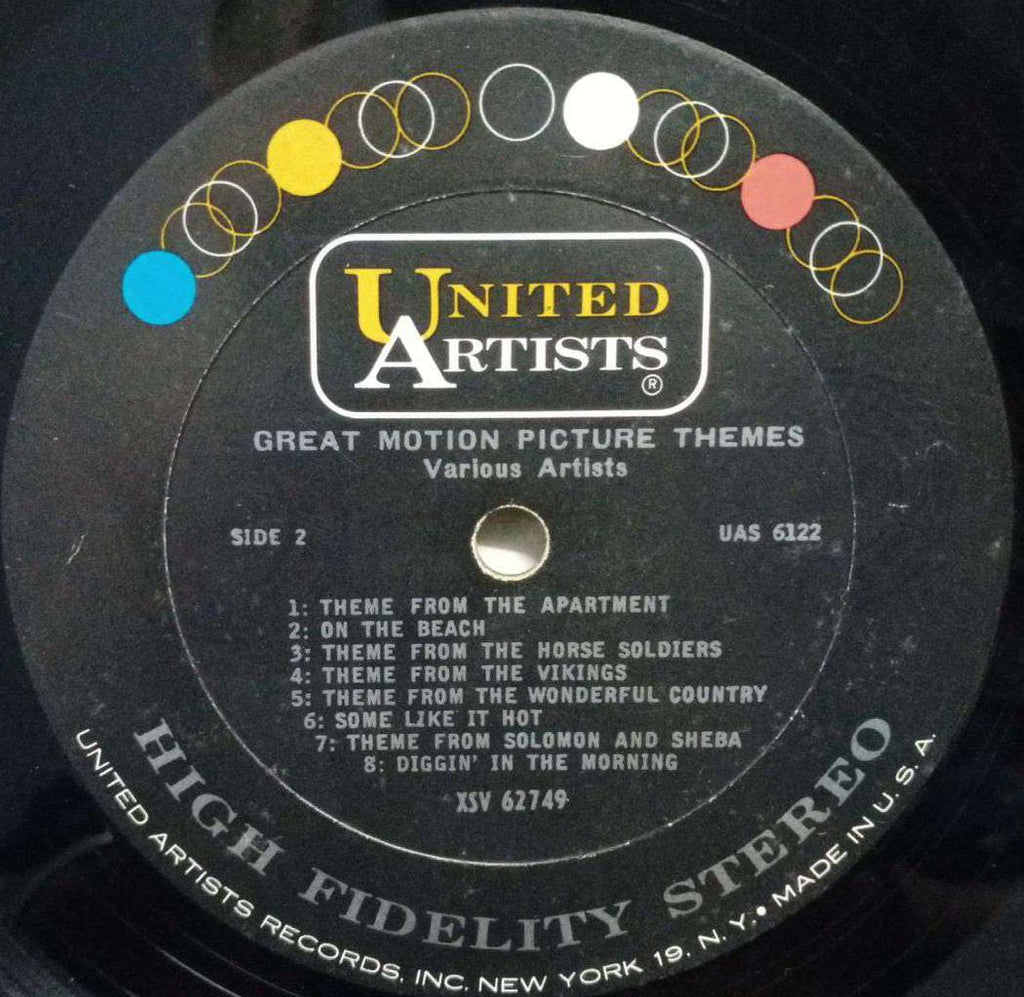 UNITED
ARTISTS
®
GREAT MOTION PICTURE THEMES
Various Artists
SIDE 2
UAS 6122
1: THEME FROM THE APARTMENT
2: ON THE BEACH
3: THEME FROM THE HORSE SOLDIERS
4: THEME FROM THE VIKINGS
5: THEME FROM THE WONDERFUL COUNTRY
6: SOME LIKE IT HOT
7: THEME FROM SOLOMON AND SHEBA
8: DIGGIN' IN THE MORNING
XSV 62749
HIGH FIDELITY STEREO
UNITED ARTISTS RECORDS, INC. NEW YORK 19, N. Y. • MADE IN U. S. A.